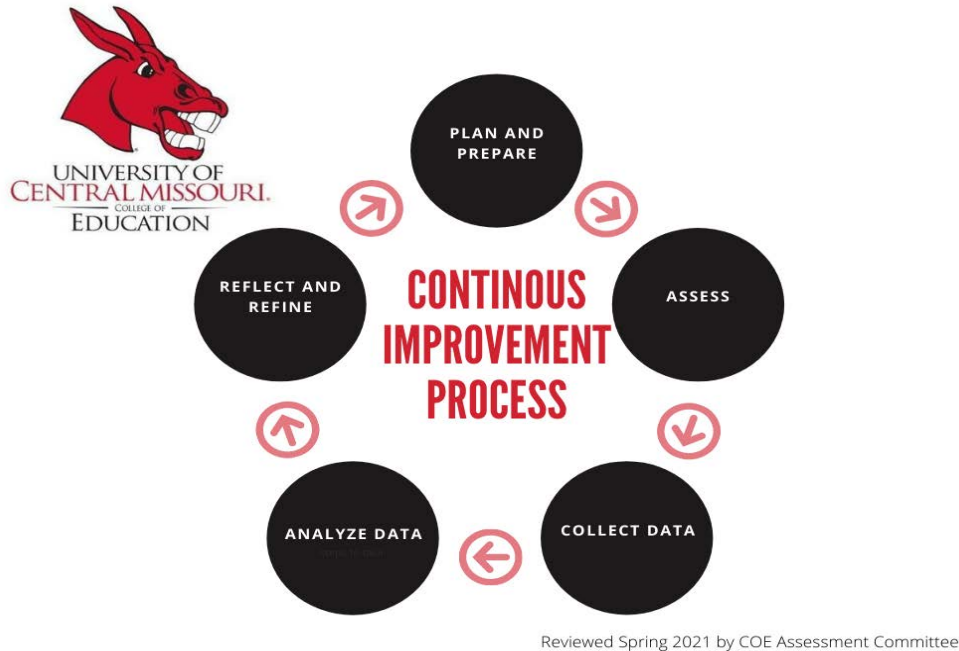 UNIVERSITY OF
CENTRAL MISSOURI.
COLLEGE OF
EDUCATION
PLAN AND
PREPARE
REFLECT AND
REFINE
CONTINOUS
IMPROVEMENT
PROCESS
ASSESS
ANALYZE DATA
COLLECT DATA
Reviewed Spring 2021 by COE Assessment Committee